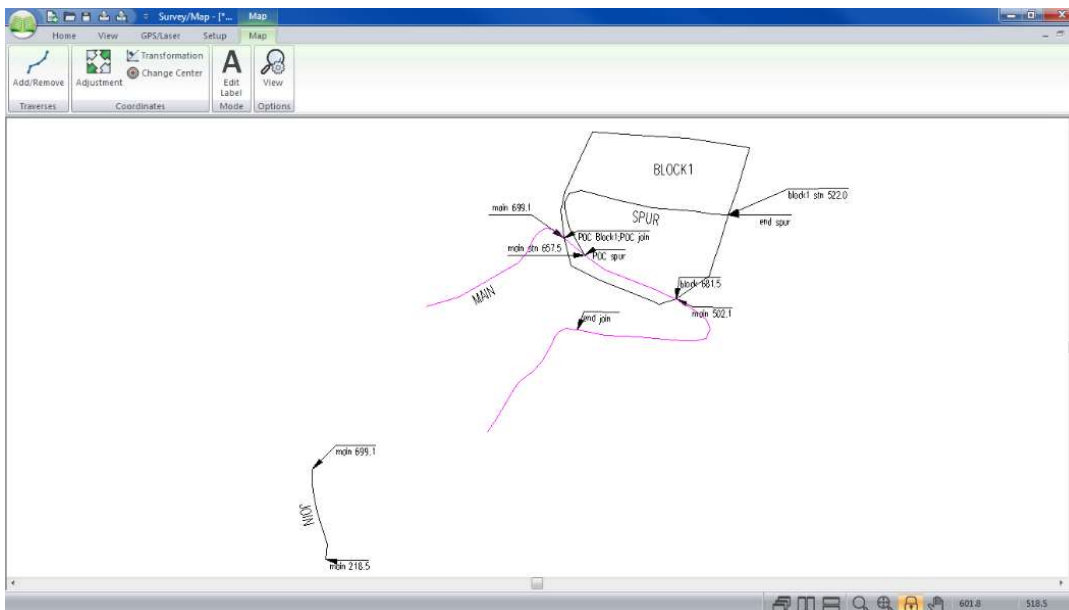 Survey/Map - [*...
Map
Home View GPS/Laser Setup Map
Add/Remove
Traverses
Adjustment
Transformation
Change Center
Coordinates
Edit
Label
Mode
View
Options
BLOCK1
block1 stn 522.0
main 699.1
SPUR
end spur
POC Block1;POC join
main stn 657.5
POC spur
block 681.5
MAIN
main 502.1
end join
main 699.1
JOIN
main 218.5
601.8 518.5